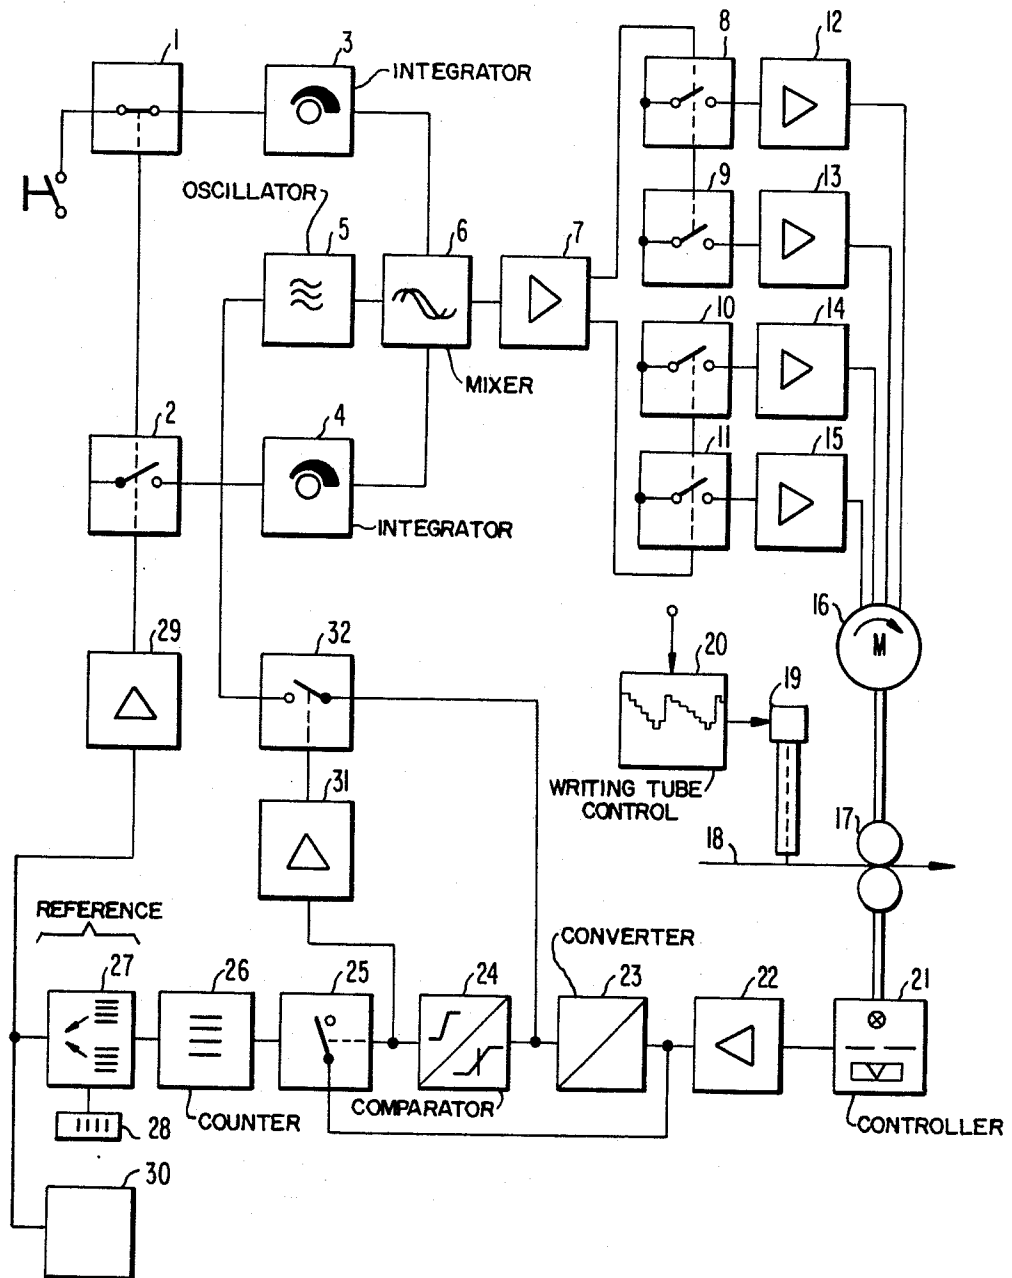 1
3
INTEGRATOR
8
12
OSCILLATOR
5
6
7
9
13
MIXER
10
14
2
4
INTEGRATOR
11
15
16
M
29
32
20
19
WRITING TUBE
CONTROL
31
17
18
REFERENCE
CONVERTER
27
26
25
24
23
22
21
COMPARATOR
COUNTER
CONTROLLER
28
30